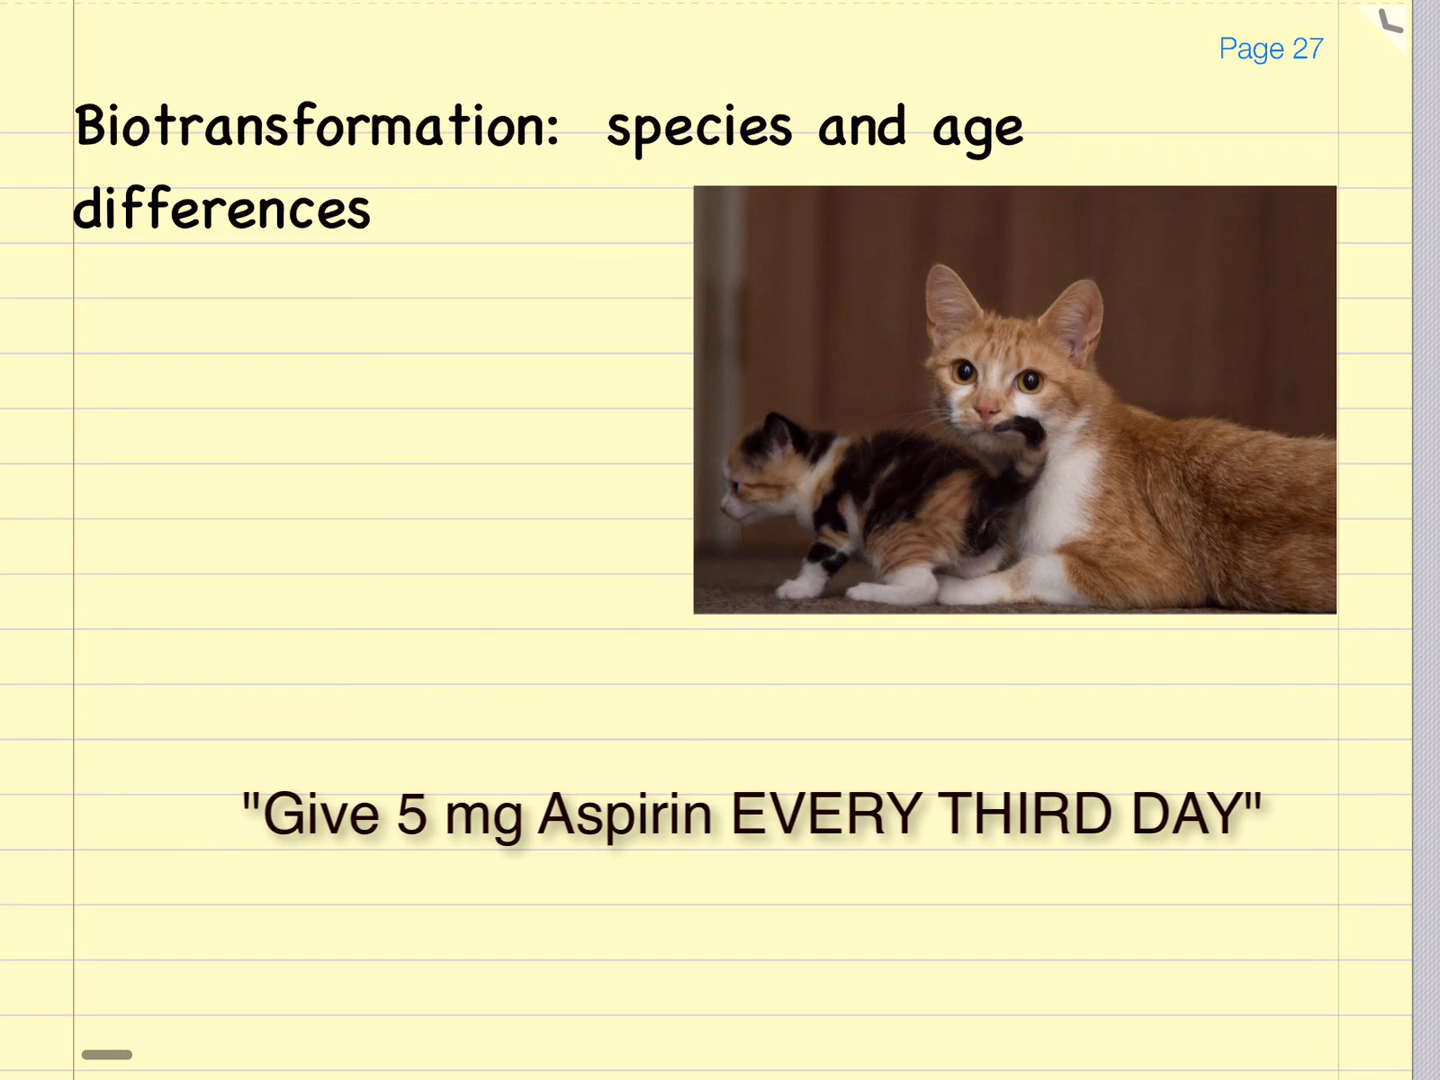 Page 27
Biotransformation: species and age
differences
"Give 5 mg Aspirin EVERY THIRD DAY"